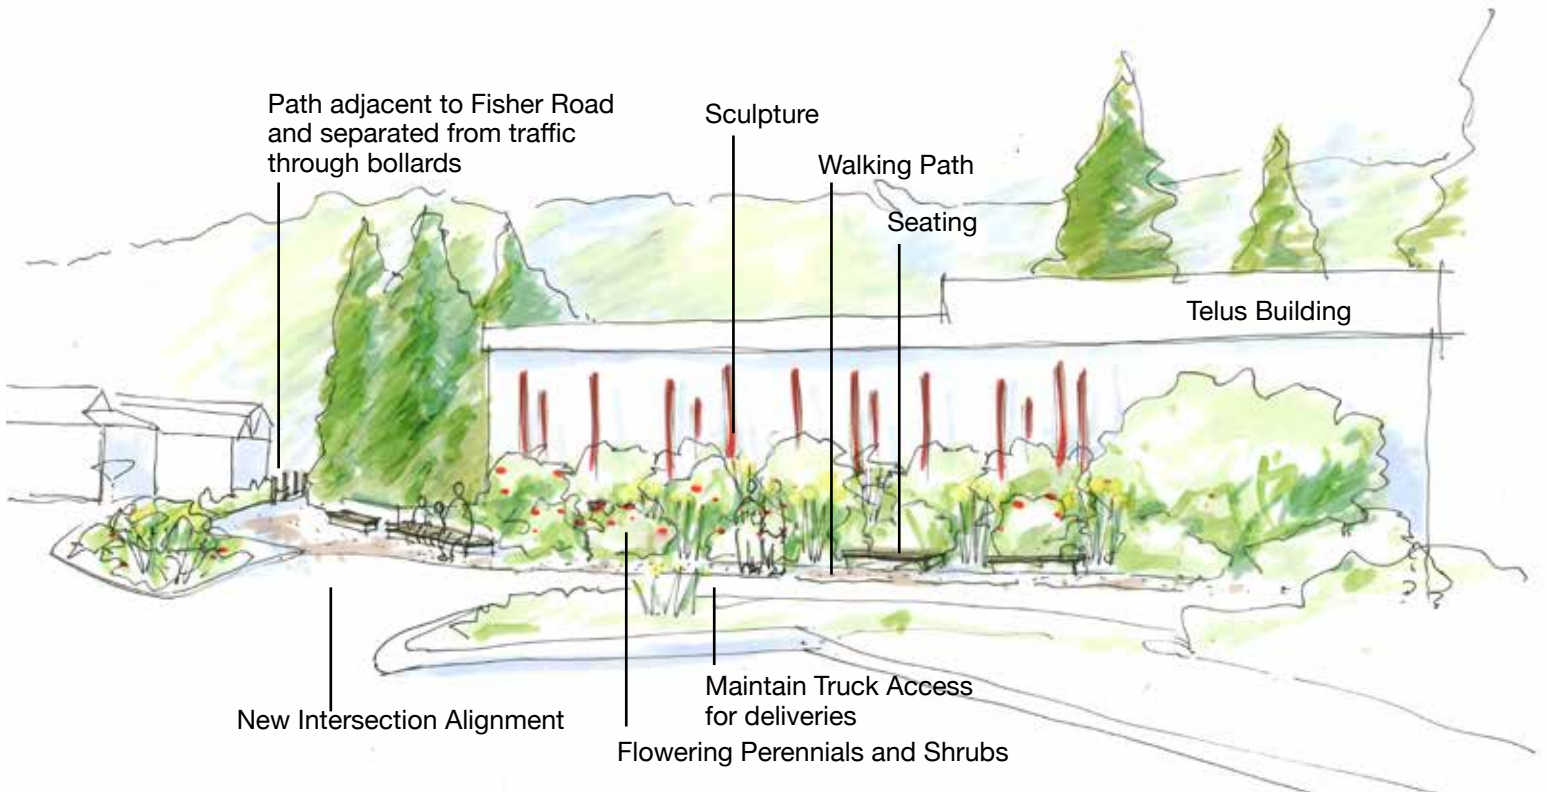 Path adjacent to Fisher Road
and separated from traffic
through bollards
Sculpture
Walking Path
Seating
Telus Building
New Intersection Alignment
Maintain Truck Access
for deliveries
Flowering Perennials and Shrubs